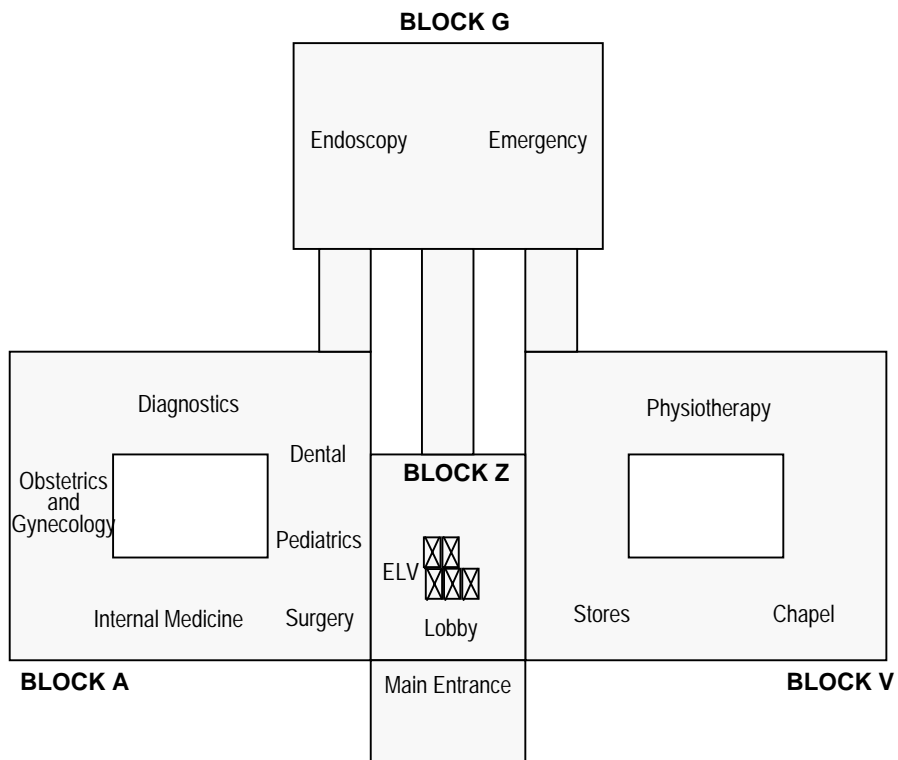 BLOCK G
Endoscopy
Emergency
Diagnostics
Physiotherapy
Dental
Obstetrics
and
Gynecology
BLOCK Z
Pediatrics
ELV
Internal Medicine
Surgery
Lobby
Stores
Chapel
BLOCK A
Main Entrance
BLOCK V